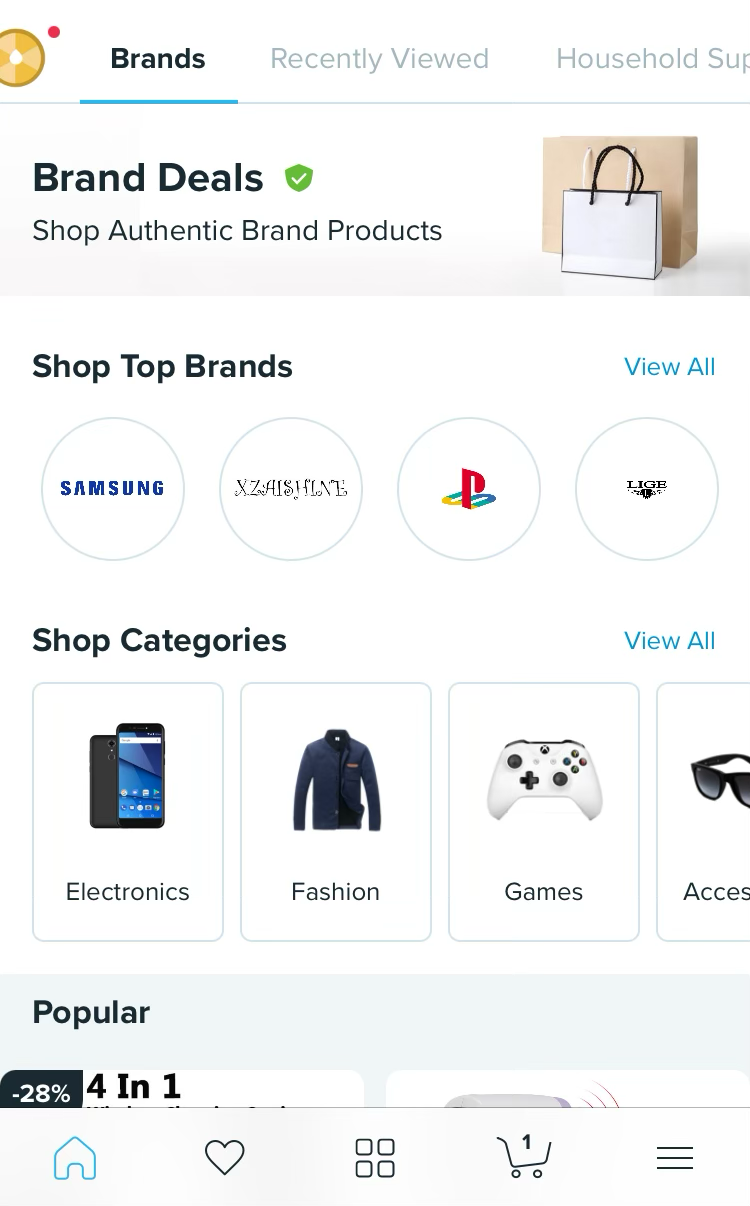 Brands Recently Viewed Household Sup
Brand Deals
Shop Authentic Brand Products
Shop Top Brands View All
SAMSUNG XZAISHINE LIGE
Shop Categories View All
Electronics Fashion Games Acces
Popular
-28% 4 In 1
1